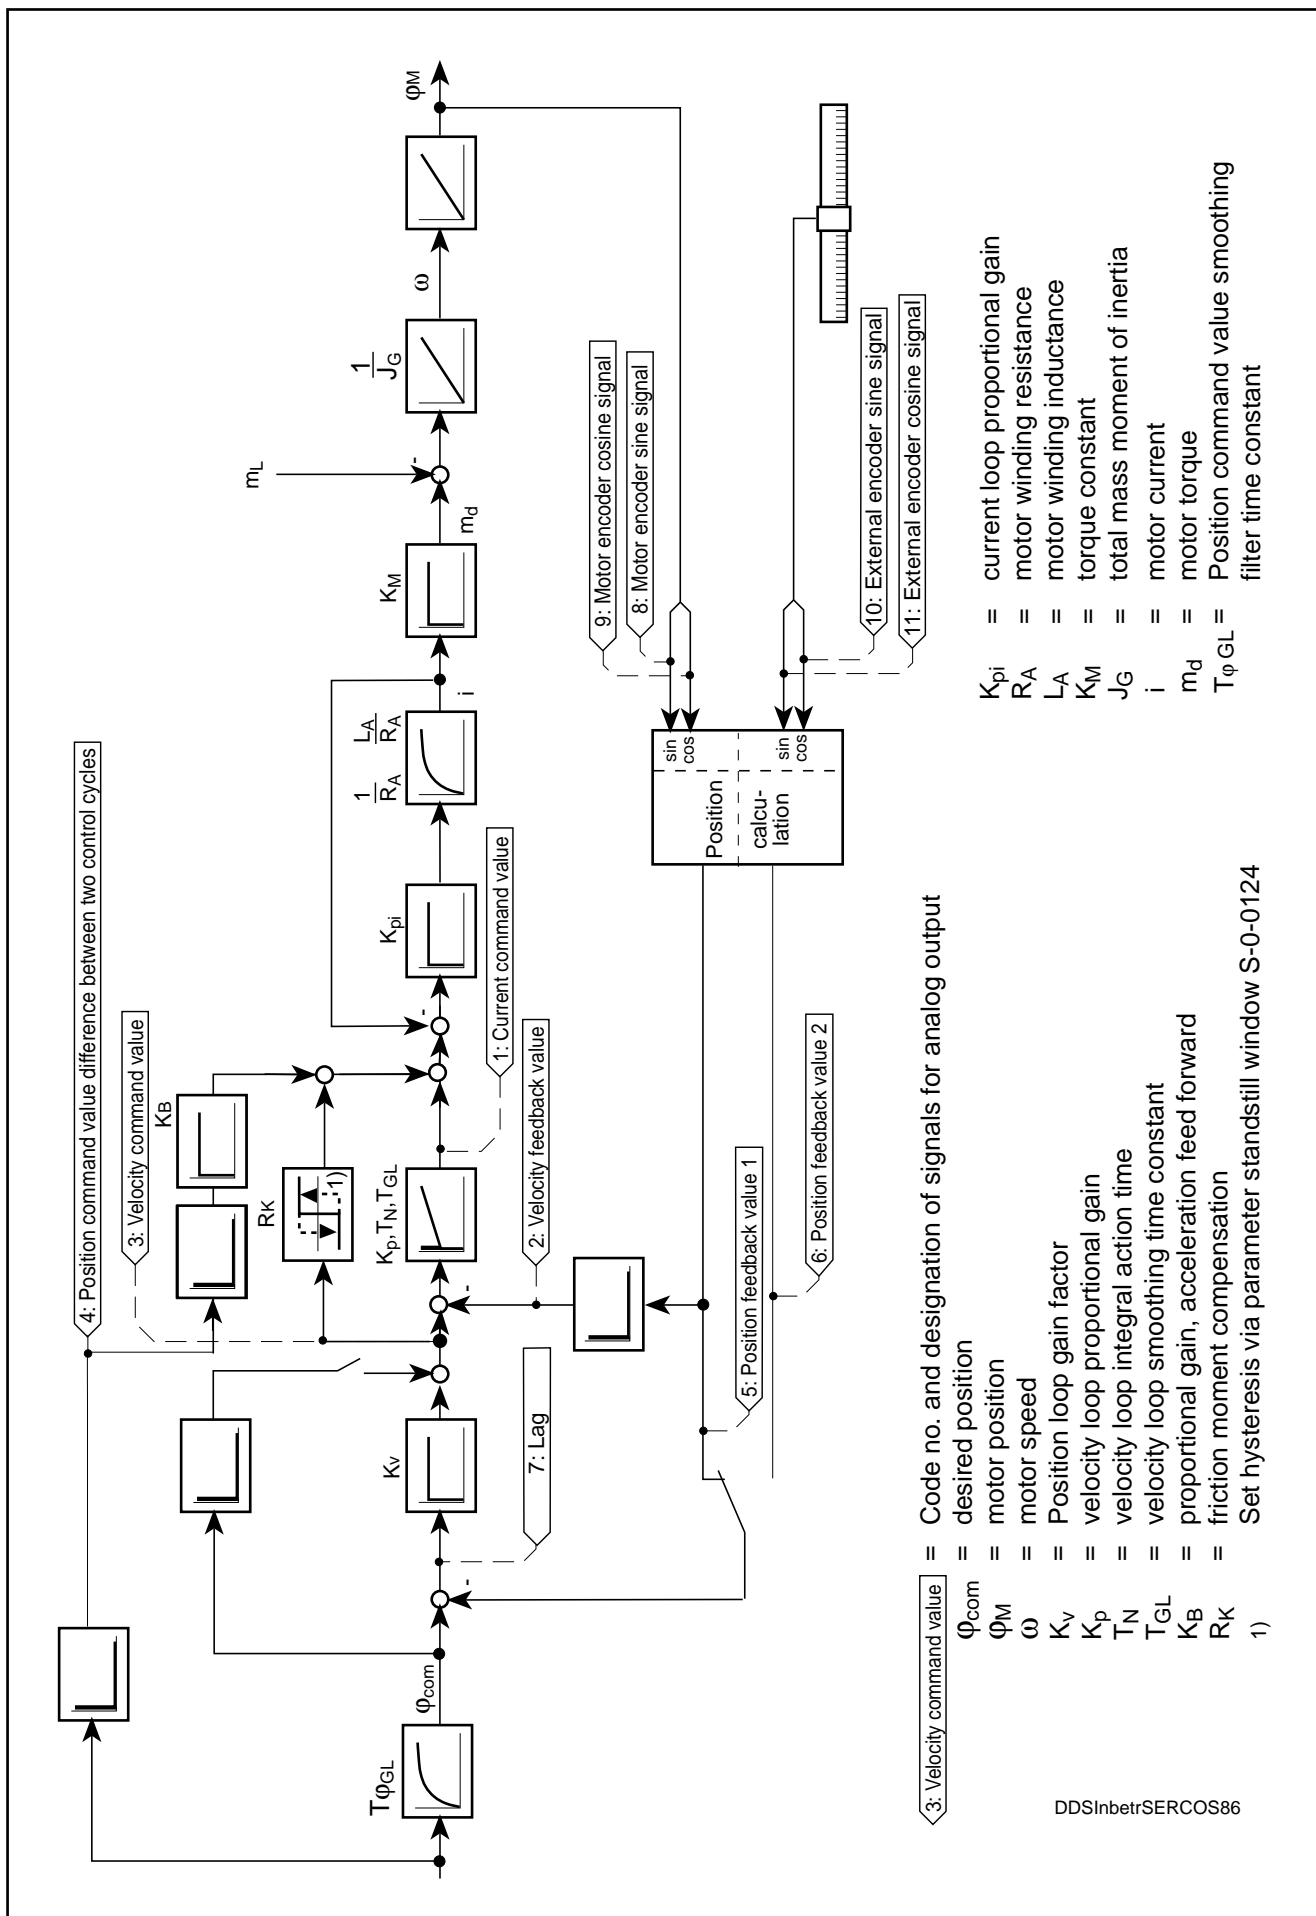 4: Position command value difference between two control cycles
3: Velocity command value
KB
RK
1)
TφGL
φcom
Kv
Kp,TN,TGL
Kpi
1/RA
LA/RA
i
KM
md
mL
1/JG
ω
φM
-
-
-
-
7: Lag
2: Velocity feedback value
1: Current command value
5: Position feedback value 1
6: Position feedback value 2
Position
calcu-
lation
sin
cos
sin
cos
9: Motor encoder cosine signal
8: Motor encoder sine signal
10: External encoder sine signal
11: External encoder cosine signal
3: Velocity command value = Code no. and designation of signals for analog output
φcom = desired position
φM = motor position
ω = motor speed
Kv = Position loop gain factor
Kp = velocity loop proportional gain
TN = velocity loop integral action time
TGL = velocity loop smoothing time constant
KB = proportional gain, acceleration feed forward
RK = friction moment compensation
1) Set hysteresis via parameter standstill window S-0-0124
Kpi = current loop proportional gain
RA = motor winding resistance
LA = motor winding inductance
KM = torque constant
JG = total mass moment of inertia
i = motor current
md = motor torque
Tφ GL = Position command value smoothing
filter time constant
DDSInbetrSERCOS86